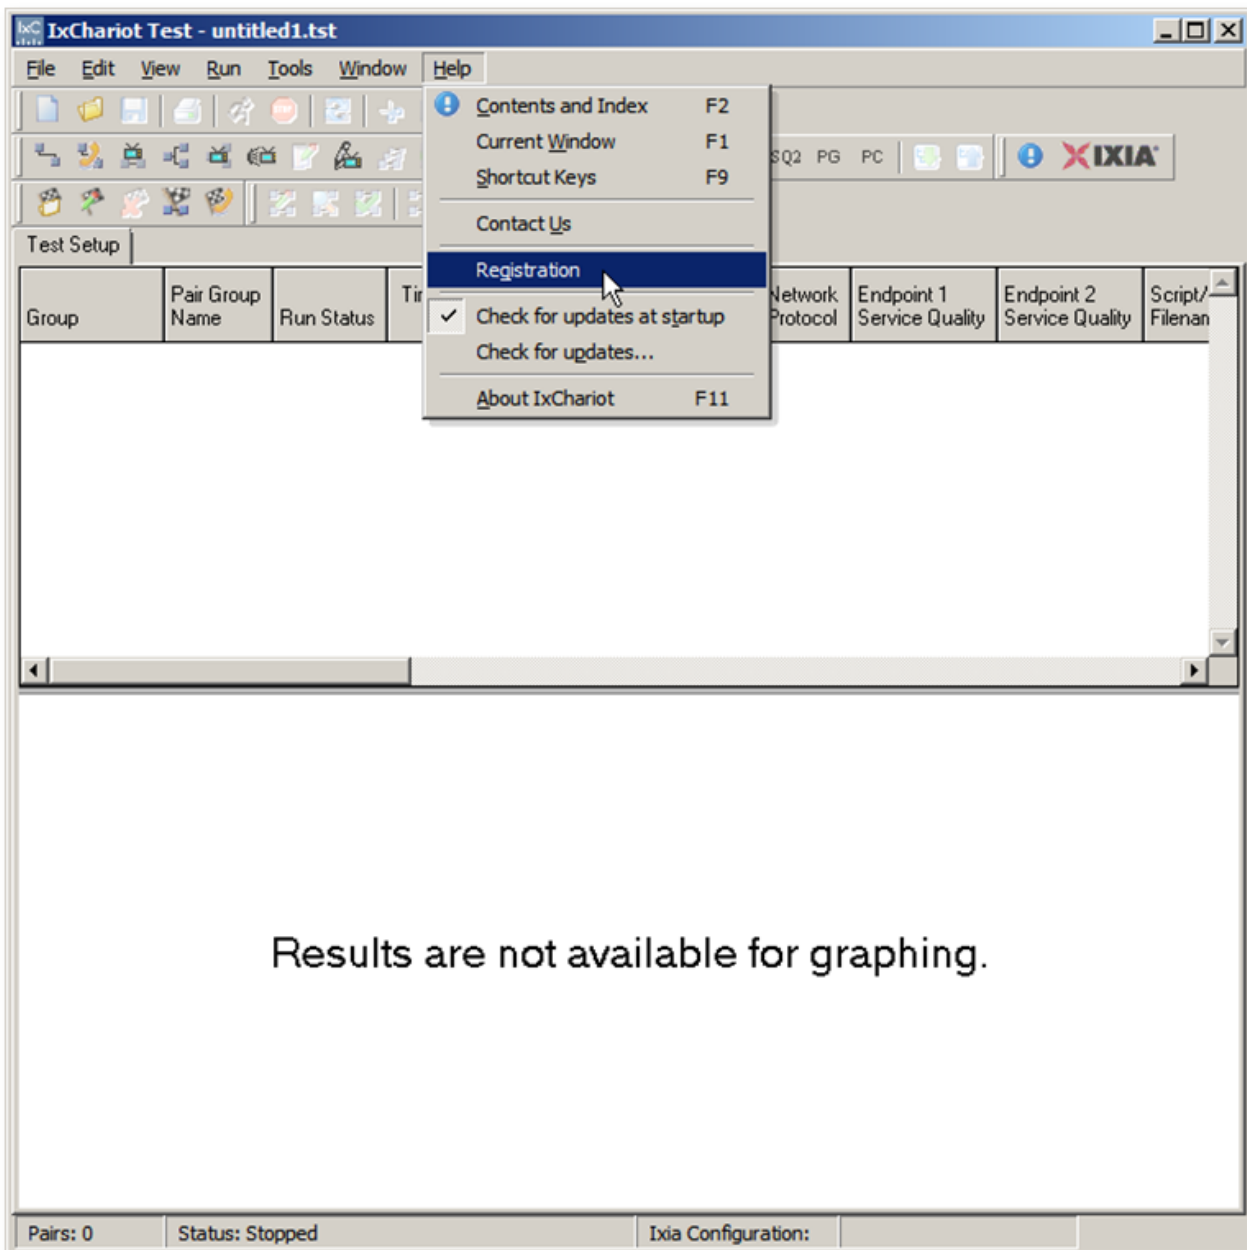 IxC IxChariot Test - untitled1.tst
File Edit View Run Tools Window Help
Contents and Index F2
Current Window F1
Shortcut Keys F9
Contact Us
Registration
Check for updates at startup
Check for updates...
About IxChariot F11
SQ2 PG PC IXIA
Test Setup
Group
Pair Group
Name
Run Status
Network
Protocol
Endpoint 1
Service Quality
Endpoint 2
Service Quality
Script/
Results are not available for graphing.
Pairs: 0 Status: Stopped Ixia Configuration: